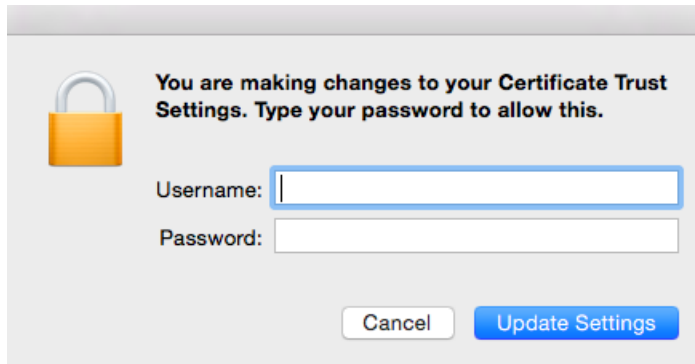 You are making changes to your Certificate Trust
Settings. Type your password to allow this.
Username:
Password:
Cancel
Update Settings